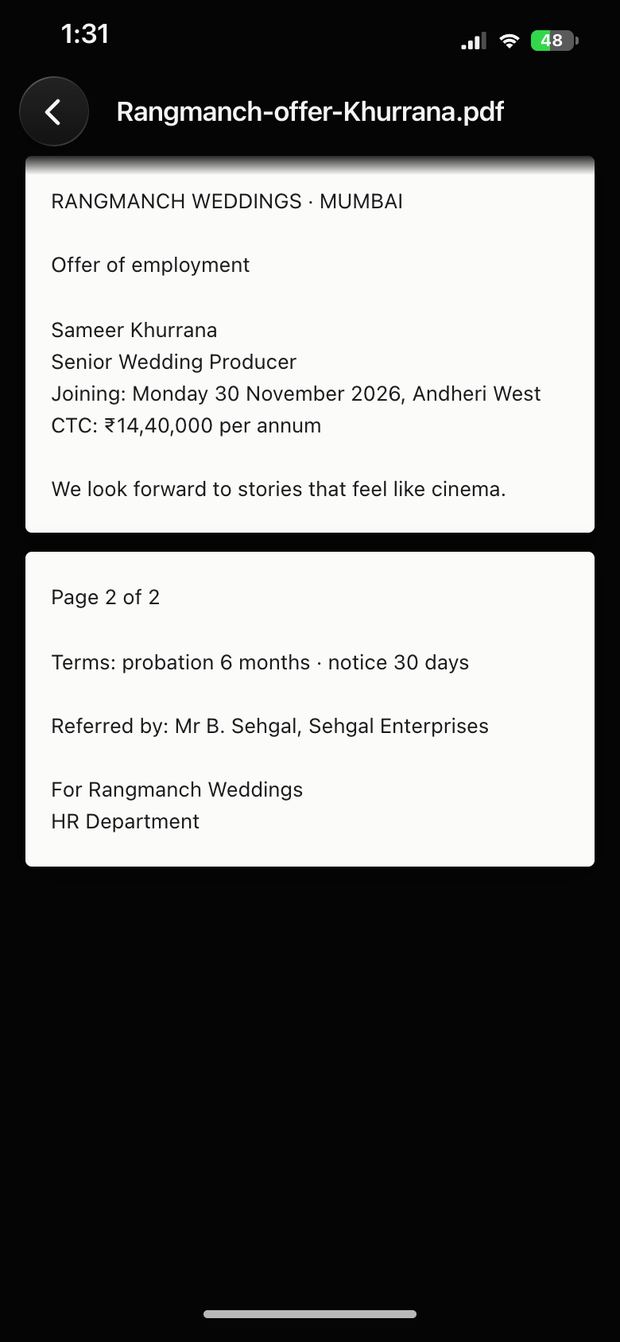 1:31
48
Rangmanch-offer-Khurrana.pdf
RANGMANCH WEDDINGS · MUMBAI
Offer of employment
Sameer Khurrana
Senior Wedding Producer
Joining: Monday 30 November 2026, Andheri West
CTC: ₹14,40,000 per annum
We look forward to stories that feel like cinema.
Page 2 of 2
Terms: probation 6 months · notice 30 days
Referred by: Mr B. Sehgal, Sehgal Enterprises
For Rangmanch Weddings
HR Department